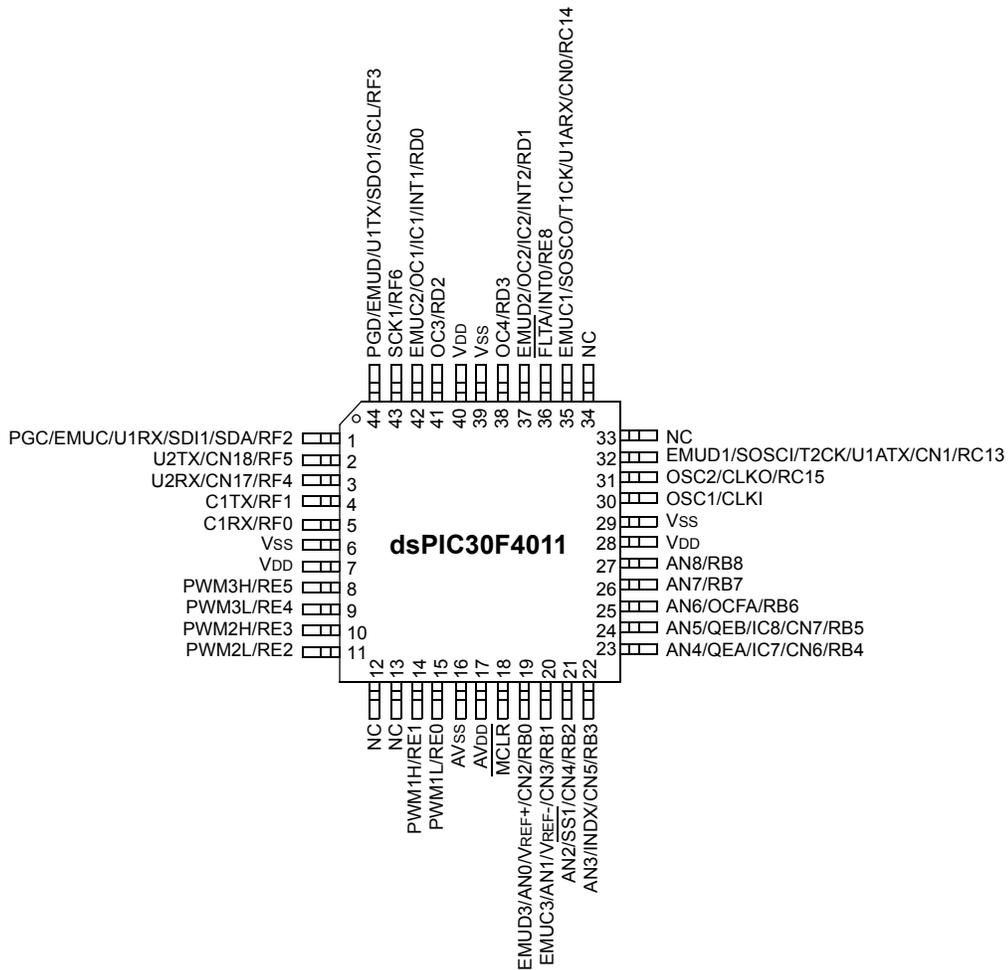 PGD/EMUD/U1TX/SDO1/SCL/RF3
SCK1/RF6
EMUC2/OC1/IC1/INT1/RD0
OC3/RD2
VDD
VSS
OC4/RD3
EMUD2/OC2/IC2/INT2/RD1
FLTA/INT0/RE8
EMUC1/SOSCO/T1CK/U1ARX/CN0/RC14
NC
44 43 42 41 40 39 38 37 36 35 34
PGC/EMUC/U1RX/SDI1/SDA/RF2 1
U2TX/CN18/RF5 2
U2RX/CN17/RF4 3
C1TX/RF1 4
C1RX/RF0 5
VSS 6
VDD 7
PWM3H/RE5 8
PWM3L/RE4 9
PWM2H/RE3 10
PWM2L/RE2 11
dsPIC30F4011
33 NC
32 EMUD1/SOSCI/T2CK/U1ATX/CN1/RC13
31 OSC2/CLKO/RC15
30 OSC1/CLKI
29 VSS
28 VDD
27 AN8/RB8
26 AN7/RB7
25 AN6/OCFA/RB6
24 AN5/QEB/IC8/CN7/RB5
23 AN4/QEA/IC7/CN6/RB4
12 13 14 15 16 17 18 19 20 21 22
NC
NC
PWM1H/RE1
PWM1L/RE0
AVSS
AVDD
MCLR
EMUD3/AN0/VREF+/CN2/RB0
EMUC3/AN1/VREF-/CN3/RB1
AN2/SS1/CN4/RB2
AN3/INDX/CN5/RB3